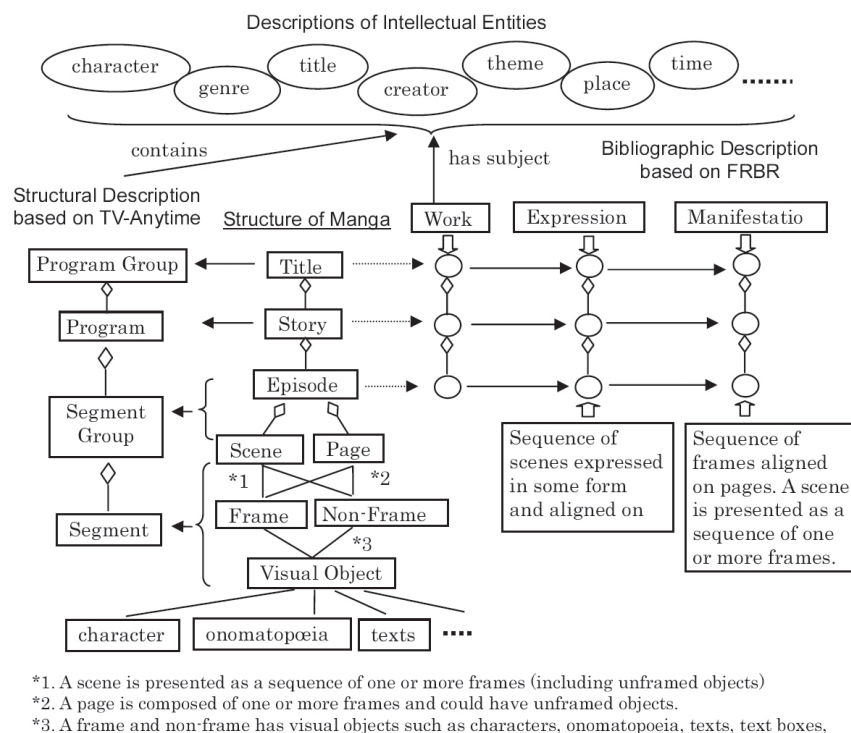 Descriptions of Intellectual Entities
character
genre
title
creator
theme
place
time
contains
has subject
Bibliographic Description
based on FRBR
Structural Description
based on TV-Anytime
Structure of Manga
Work
Expression
Manifestatio
Program Group
Title
Program
Story
Episode
Segment
Group
Scene
Page
*1
*2
Sequence of
scenes expressed
in some form
and aligned on
Sequence of
frames aligned
on pages. A scene
is presented as a
sequence of one
or more frames.
Segment
Frame
Non-Frame
*3
Visual Object
character
onomatopœia
texts
*1. A scene is presented as a sequence of one or more frames (including unframed objects)
*2. A page is composed of one or more frames and could have unframed objects.
*3. A frame and non-frame has visual objects such as characters, onomatopoeia, texts, text boxes,